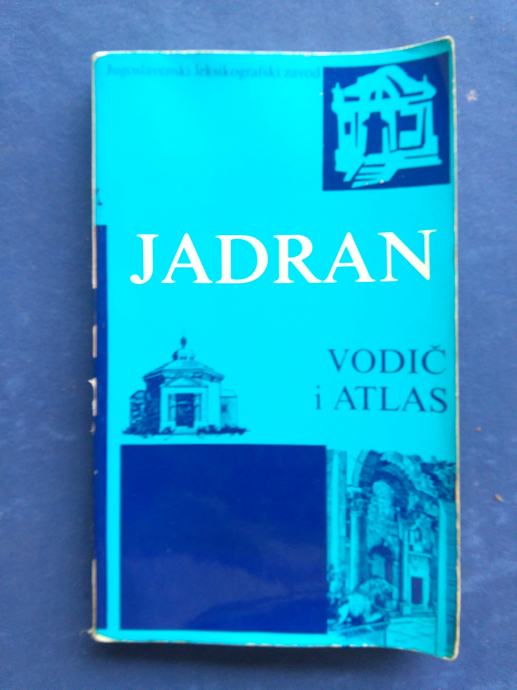 Jugoslavenski leksikografski zavod
JADRAN
VODIČ
i ATLAS